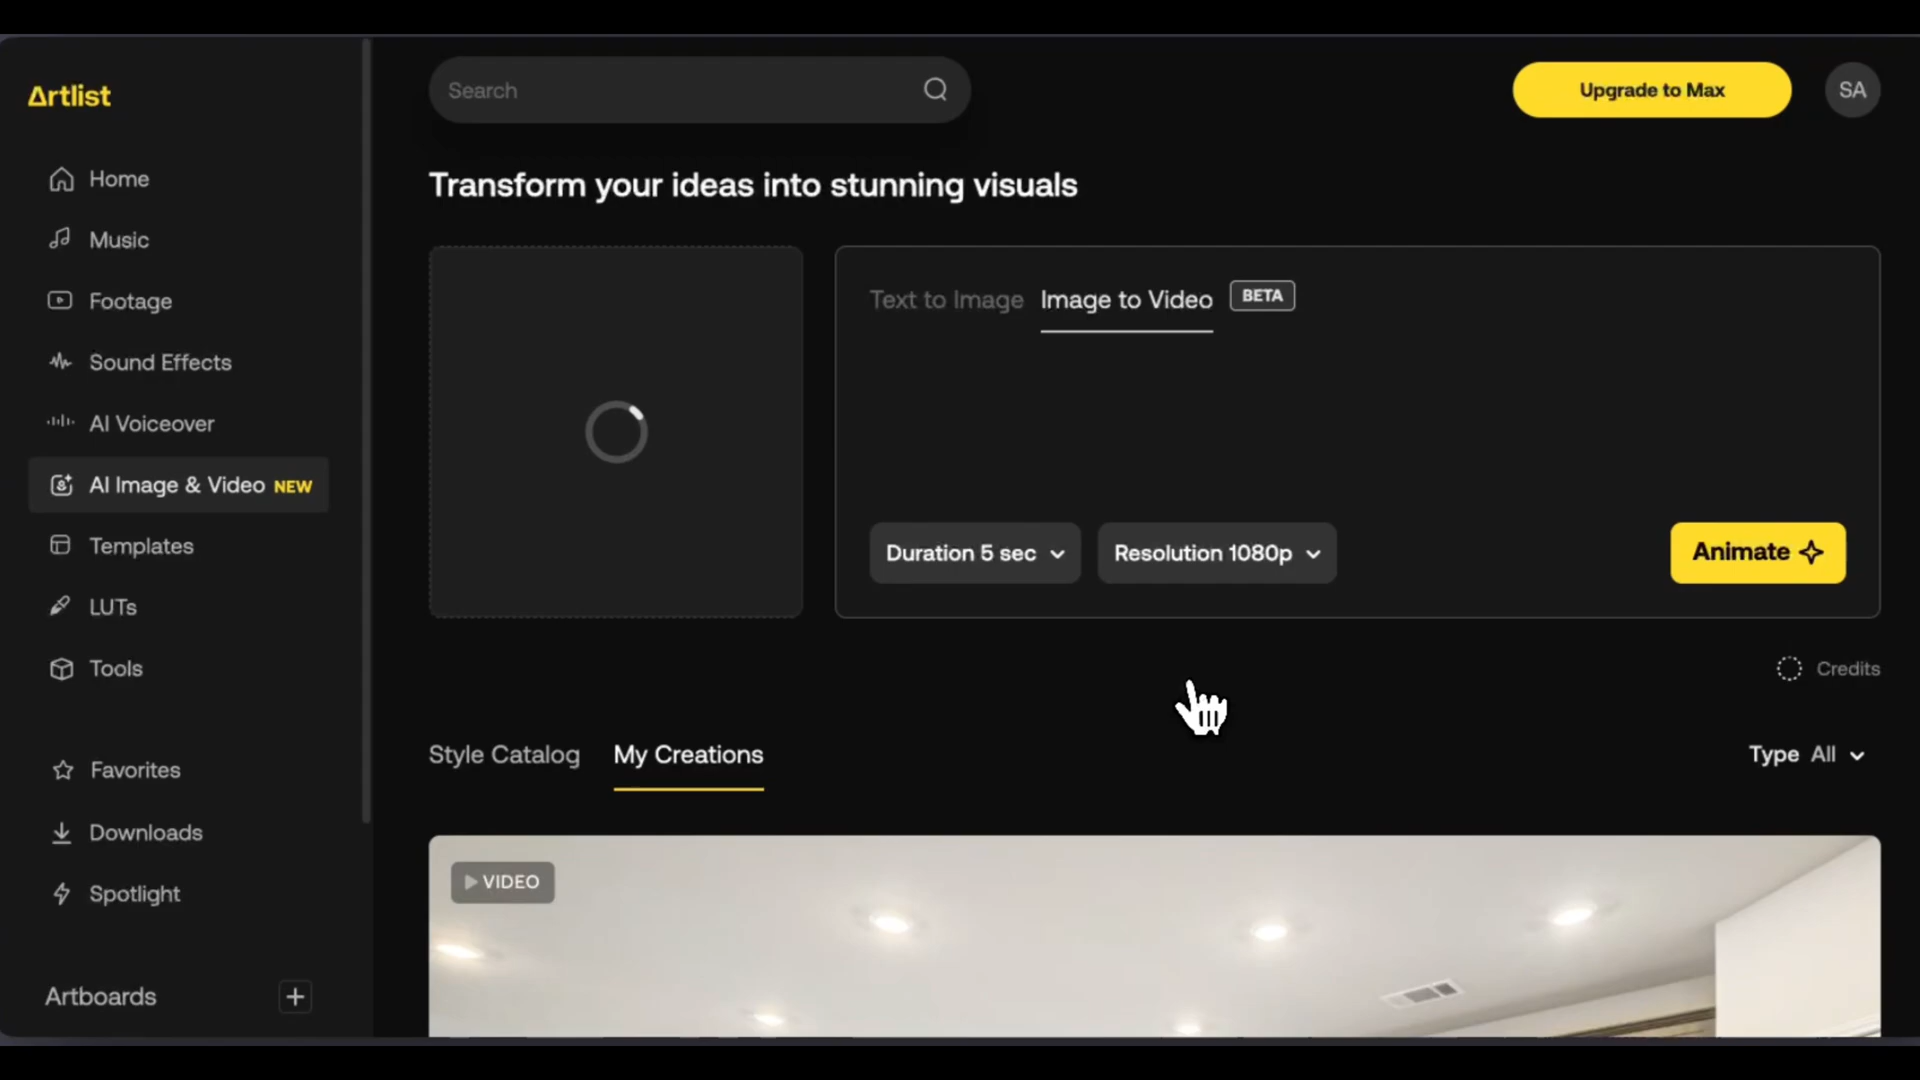 Artlist
Search
Upgrade to Max
SA
Home
Music
Footage
Sound Effects
AI Voiceover
AI Image & Video NEW
Templates
LUTs
Tools
Favorites
Downloads
Spotlight
Artboards
Transform your ideas into stunning visuals
Text to Image
Image to Video
BETA
Duration 5 sec
Resolution 1080p
Animate
Credits
Style Catalog
My Creations
Type All
VIDEO